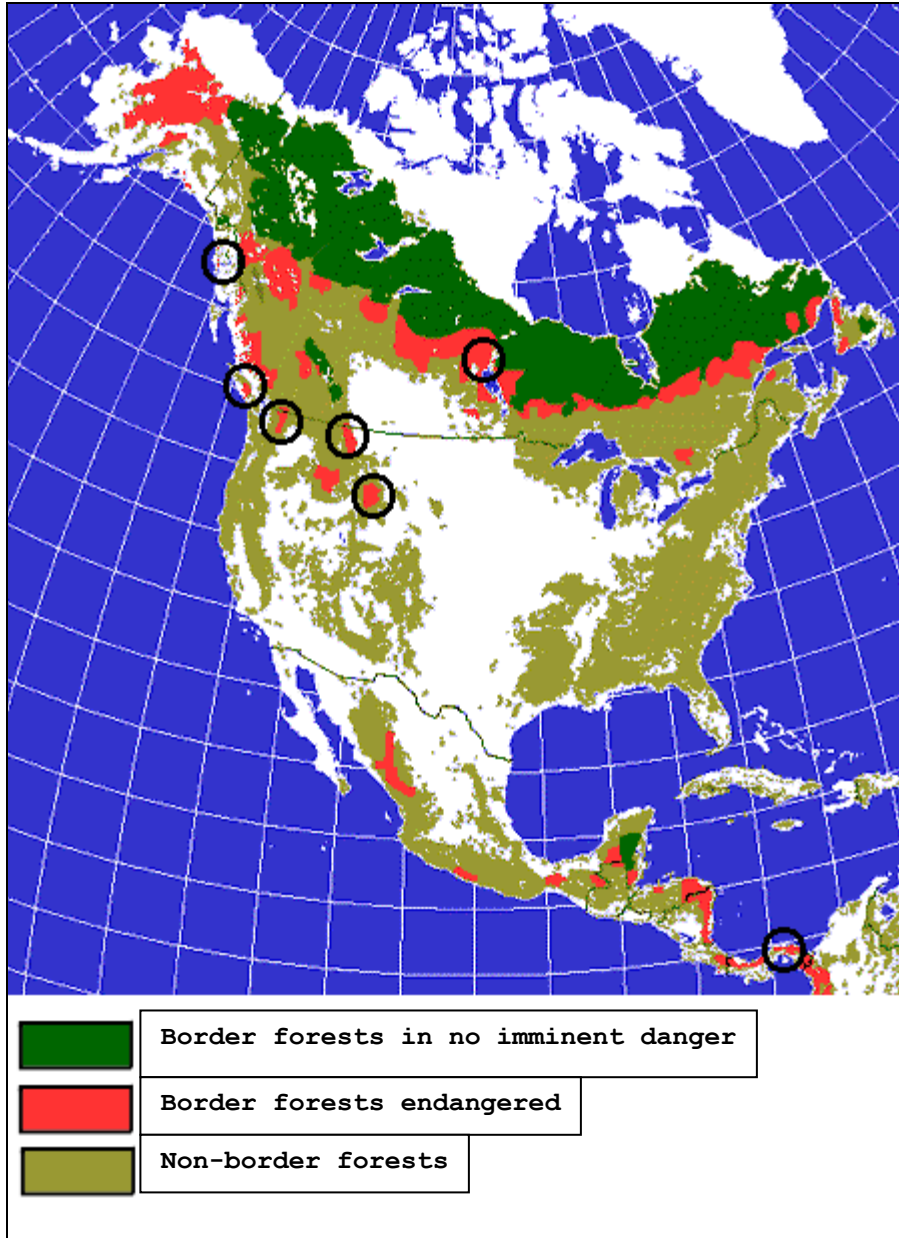 Border forests in no imminent danger
Border forests endangered
Non-border forests